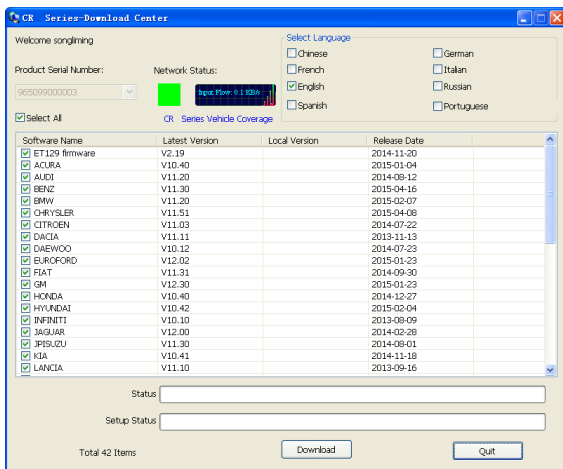 CR Series-Download Center
Welcome songliming
Select Language
Chinese
German
French
Italian
English
Russian
Spanish
Portuguese
Product Serial Number:
Network Status:
965099000003
Input Flow: 0.1 KB/s
Select All
CR Series Vehicle Coverage
Software Name Latest Version Local Version Release Date
ET129 firmware V2.19 2014-11-20
ACURA V10.40 2015-01-04
AUDI V11.20 2014-08-12
BENZ V11.30 2015-04-16
BMW V11.20 2015-02-07
CHRYSLER V11.51 2015-04-08
CITROEN V11.03 2014-07-22
DACIA V11.11 2013-11-13
DAEWOO V10.12 2014-07-23
EUROFORD V12.02 2015-01-23
FIAT V11.31 2014-09-30
GM V12.30 2015-01-23
HONDA V10.40 2014-12-27
HYUNDAI V10.42 2015-02-04
INFINITI V10.10 2013-08-09
JAGUAR V12.00 2014-02-28
JPISUZU V11.30 2014-08-01
KIA V10.41 2014-11-18
LANCIA V11.10 2013-09-16
Status
Setup Status
Total 42 Items
Download
Quit